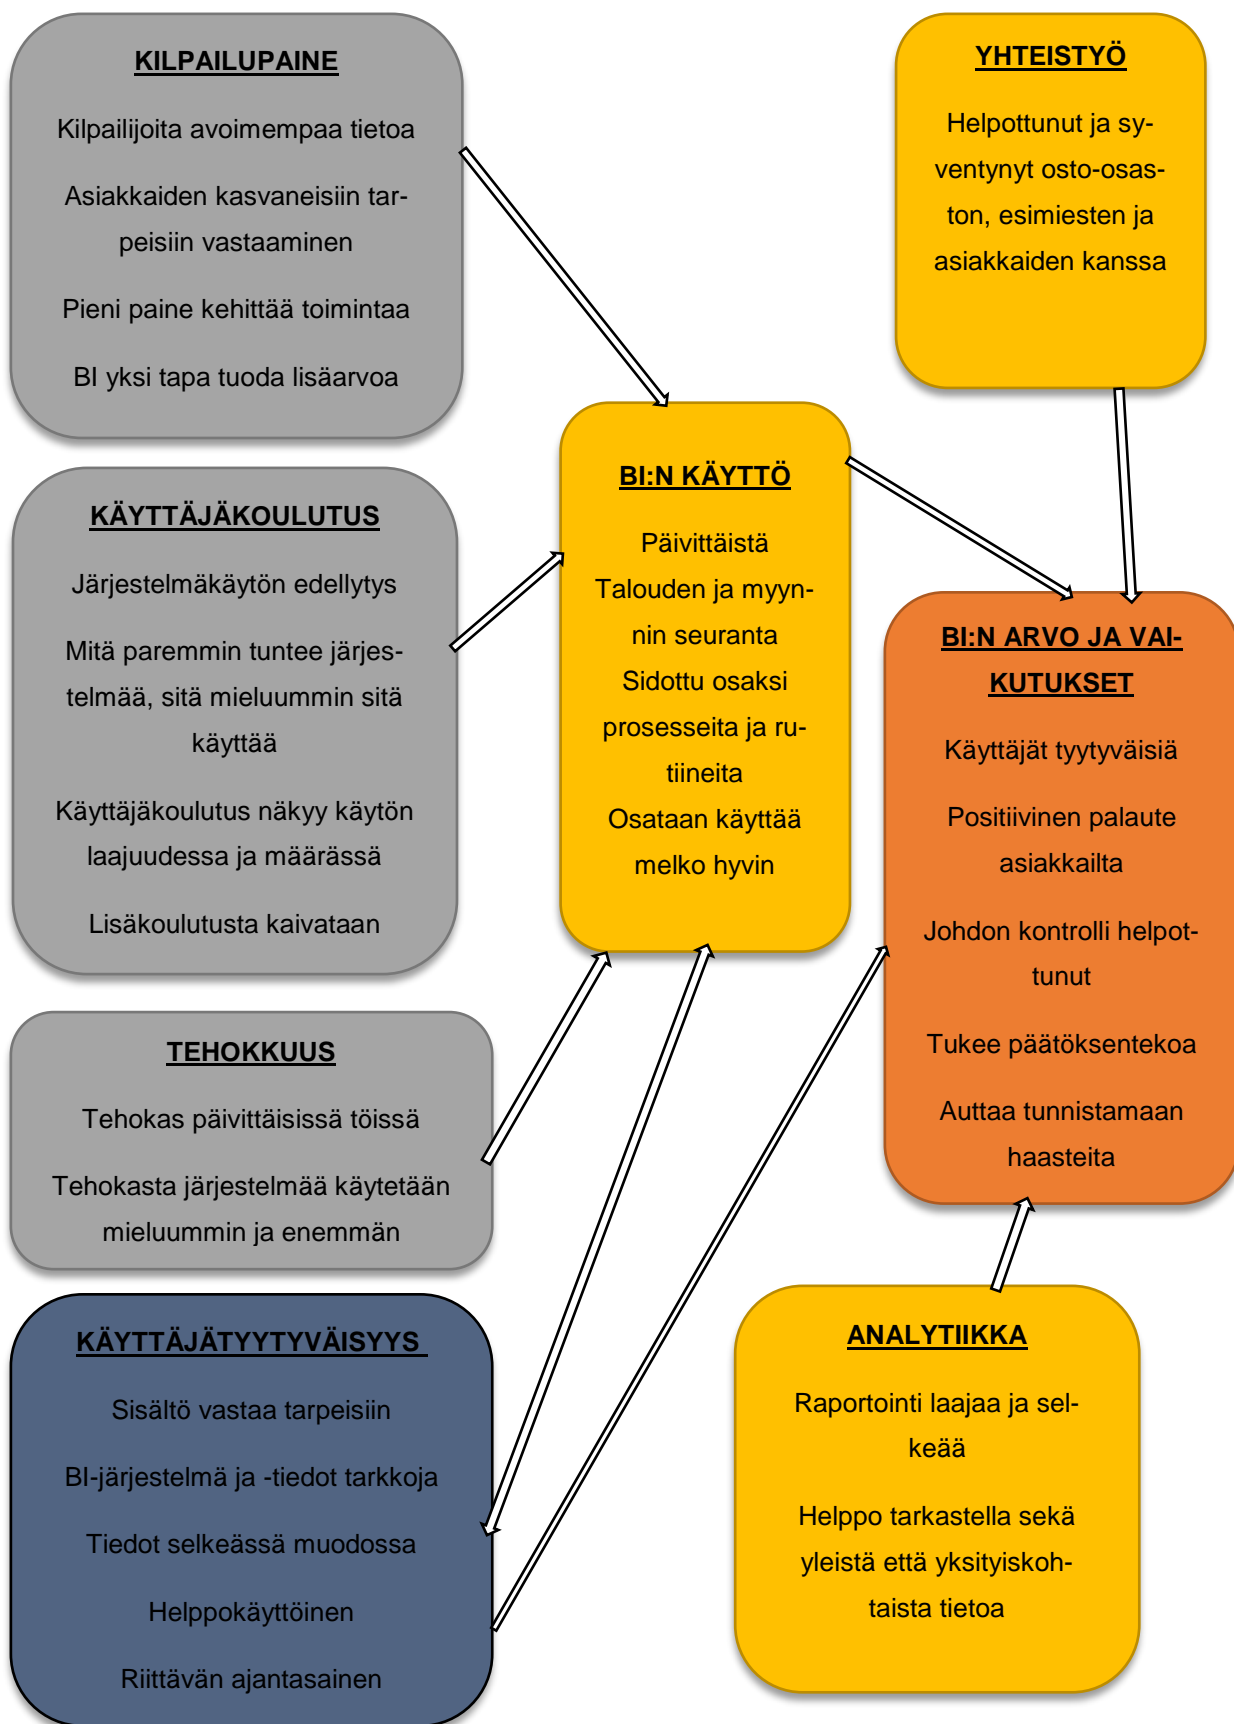 KILPAILUPAINE
Kilpailijoita avoimempaa tietoa
Asiakkaiden kasvaneisiin tar-
peisiin vastaaminen
Pieni paine kehittää toimintaa
BI yksi tapa tuoda lisäarvoa
KÄYTTÄJÄKOULUTUS
Järjestelmäkäytön edellytys
Mitä paremmin tuntee järjes-
telmää, sitä mieluummin sitä
käyttää
Käyttäjäkoulutus näkyy käytön
laajuudessa ja määrässä
Lisäkoulutusta kaivataan
TEHOKKUUS
Tehokas päivittäisissä töissä
Tehokasta järjestelmää käytetään
mieluummin ja enemmän
KÄYTTÄJÄTYYTYVÄISYYS
Sisältö vastaa tarpeisiin
BI-järjestelmä ja -tiedot tarkkoja
Tiedot selkeässä muodossa
Helppokäyttöinen
Riittävän ajantasainen
BI:N KÄYTTÖ
Päivittäistä
Talouden ja myyn-
nin seuranta
Sidottu osaksi
prosesseita ja ru-
tiineita
Osataan käyttää
melko hyvin
YHTEISTYÖ
Helpottunut ja sy-
ventynyt osto-osas-
ton, esimiesten ja
asiakkaiden kanssa
BI:N ARVO JA VAI-
KUTUKSET
Käyttäjät tyytyväisiä
Positiivinen palaute
asiakkailta
Johdon kontrolli helpot-
tunut
Tukee päätöksentekoa
Auttaa tunnistamaan
haasteita
ANALYTIIKKA
Raportointi laajaa ja sel-
keää
Helppo tarkastella sekä
yleistä että yksityiskoh-
taista tietoa